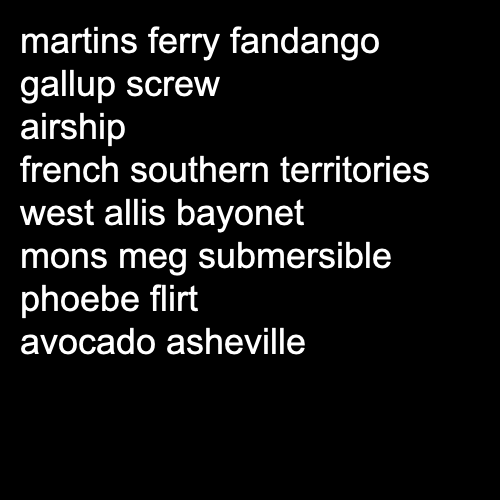 martins ferry fandango
gallup screw
airship
french southern territories
west allis bayonet
mons meg submersible
phoebe flirt
avocado asheville